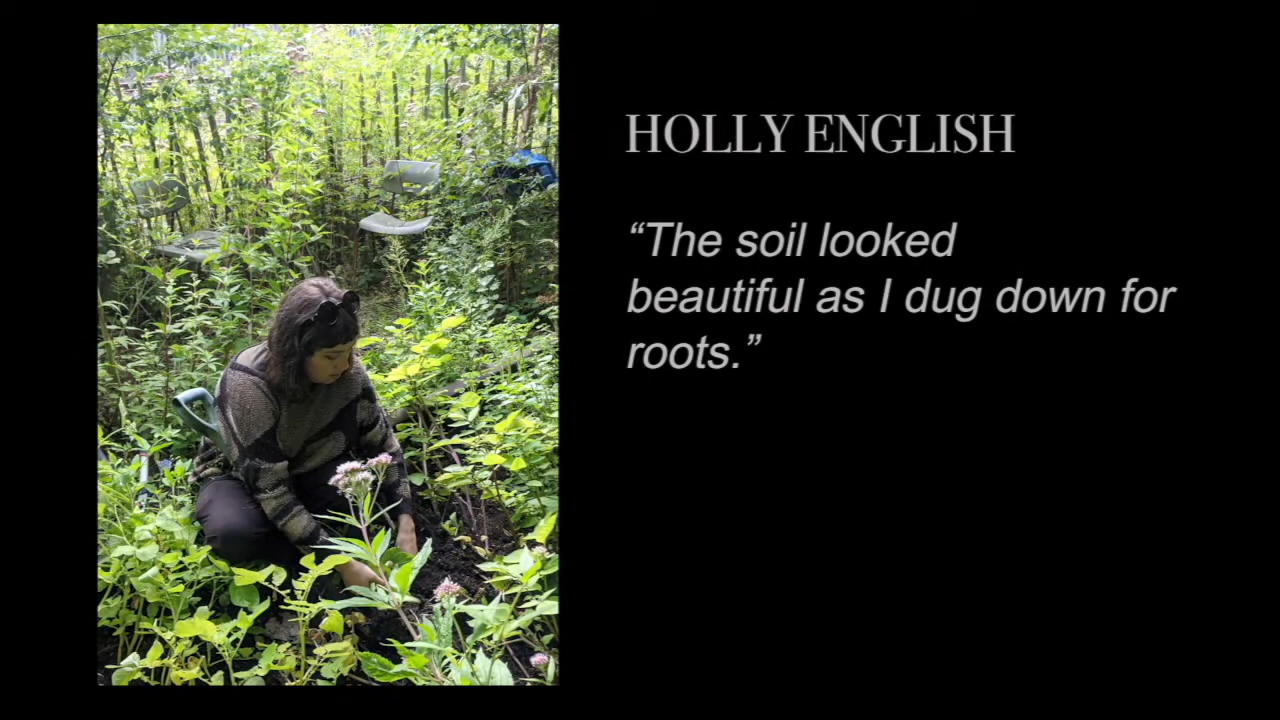 HOLLY ENGLISH
“The soil looked
beautiful as I dug down for
roots.”